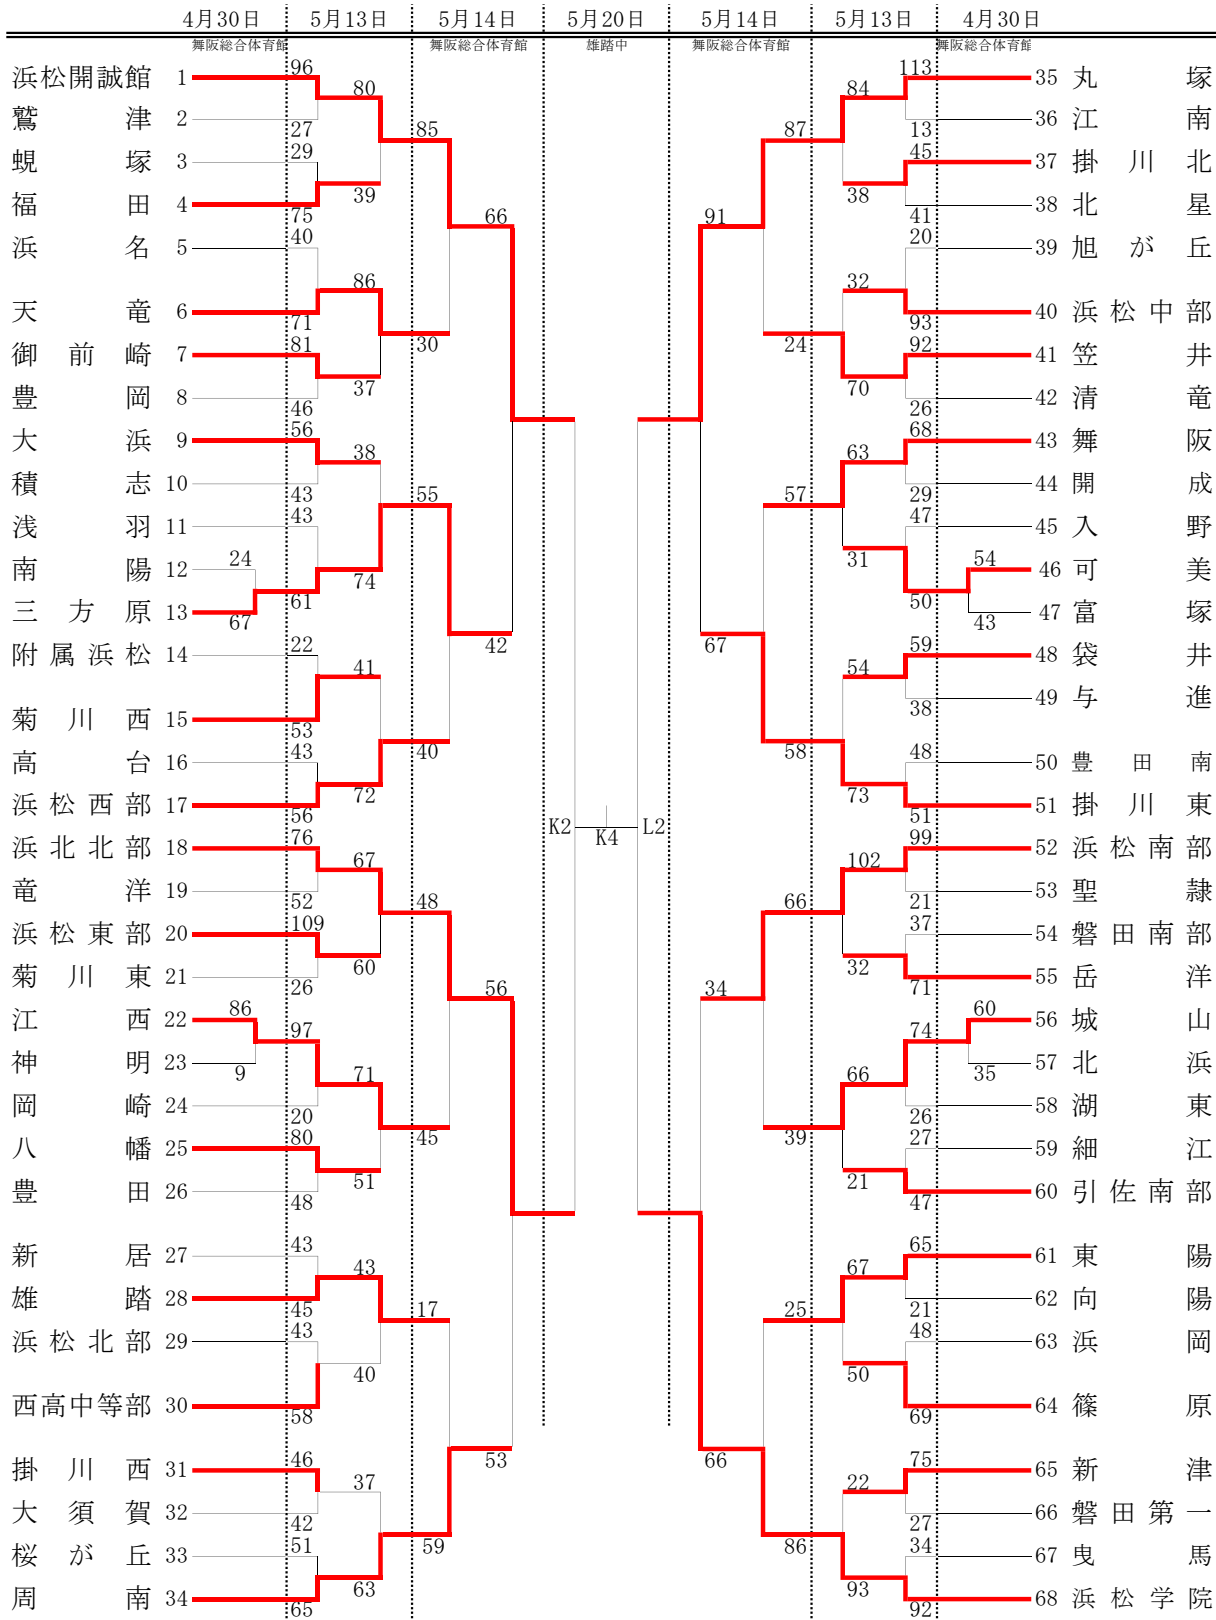 4月30日 5月13日 5月14日 5月20日 5月14日 5月13日 4月30日
舞阪総合体育館 舞阪総合体育館 雄踏中 舞阪総合体育館 舞阪総合体育館
浜松開誠館 1 96 80 113 35 丸塚
84
鷲津 2 27 85 87 13 36 江南
蜆塚 3 29 45 37 掛川北
39 38
福田 4 75 66 91 41 38 北星
浜名 5 40 20 39 旭が丘
86 32
天竜 6 71 93 40 浜松中部
御前崎 7 81 30 24 92 41 笠井
37 70
豊岡 8 46 26 42 清竜
大浜 9 56 38 63 68 43 舞阪
積志 10 43 55 57 29 44 開成
浅羽 11 43 47 45 入野
南陽 12 24 74 31 54 46 可美
三方原 13 67 61 50 43 47 富塚
附属浜松 14 22 41 42 67 54 59 48 袋井
38 49 与進
菊川西 15 53
高台 16 43 40 58 48 50 豊田南
72 73
浜松西部 17 56 51 51 掛川東
K2 K4 L2
浜北北部 18 76 67 102 99 52 浜松南部
竜洋 19 52 48 66 21 53 聖隷
浜松東部 20 109 37 54 磐田南部
60 32
菊川東 21 26 56 34 71 55 岳洋
江西 22 86 97 74 60 56 城山
神明 23 9 71 66 35 57 北浜
岡崎 24 20 26 58 湖東
八幡 25 80 45 39 27 59 細江
51 21
豊田 26 48 47 60 引佐南部
新居 27 43 43 67 65 61 東陽
雄踏 28 45 17 25 21 62 向陽
浜松北部 29 43 48 63 浜岡
40 50
西高中等部 30 58 69 64 篠原
53 66
掛川西 31 46 37 22 75 65 新津
大須賀 32 42 27 66 磐田第一
桜が丘 33 51 59 86 34 67 曳馬
63 93
周南 34 65 92 68 浜松学院